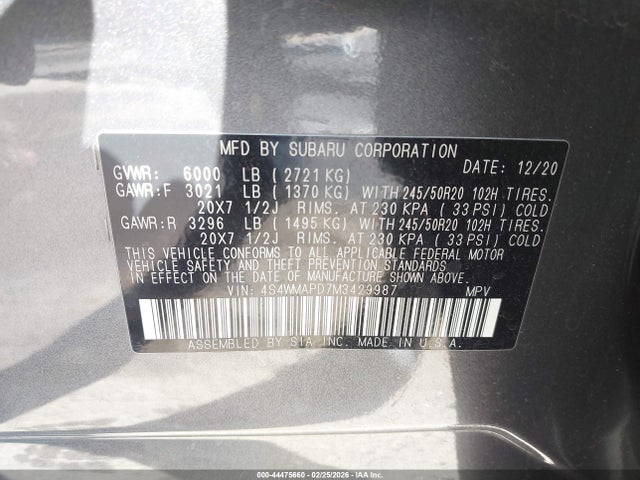 MFD BY SUBARU CORPORATION
GVWR: 6000 LB (2721 KG) DATE: 12/20
GAWR:F 3021 LB (1370 KG) WITH 245/50R20 102H TIRES.
20X7 1/2J RIMS. AT 230 KPA (33 PSI) COLD
GAWR:R 3296 LB (1495 KG) WITH 245/50R20 102H TIRES.
20X7 1/2J RIMS. AT 230 KPA (33 PSI) COLD
THIS VEHICLE CONFORMS TO ALL APPLICABLE FEDERAL MOTOR
VEHICLE SAFETY AND THEFT PREVENTION STANDARDS
IN EFFECT ON THE DATE OF MANUFACTURE SHOWN ABOVE.
VIN: 4S4WMAPD7M3429987 MPV
ASSEMBLED BY SIA, INC. MADE IN U.S.A.
000-44475660 - 02/25/2026 - IAA Inc.